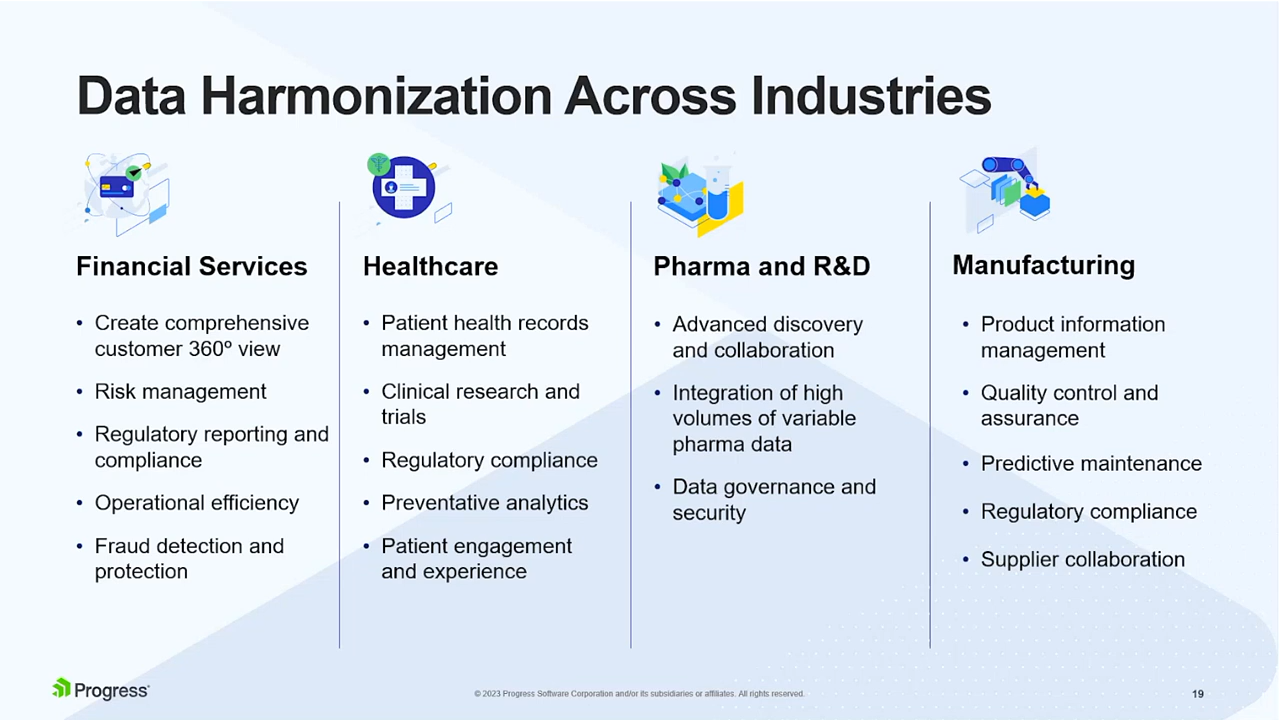 Data Harmonization Across Industries
Financial Services
• Create comprehensive
customer 360º view
• Risk management
• Regulatory reporting and
compliance
• Operational efficiency
• Fraud detection and
protection
Healthcare
• Patient health records
management
• Clinical research and
trials
• Regulatory compliance
• Preventative analytics
• Patient engagement
and experience
Pharma and R&D
• Advanced discovery
and collaboration
• Integration of high
volumes of variable
pharma data
• Data governance and
security
Manufacturing
• Product information
management
• Quality control and
assurance
• Predictive maintenance
• Regulatory compliance
• Supplier collaboration
Progress®
© 2023 Progress Software Corporation and/or its subsidiaries or affiliates. All rights reserved.
19